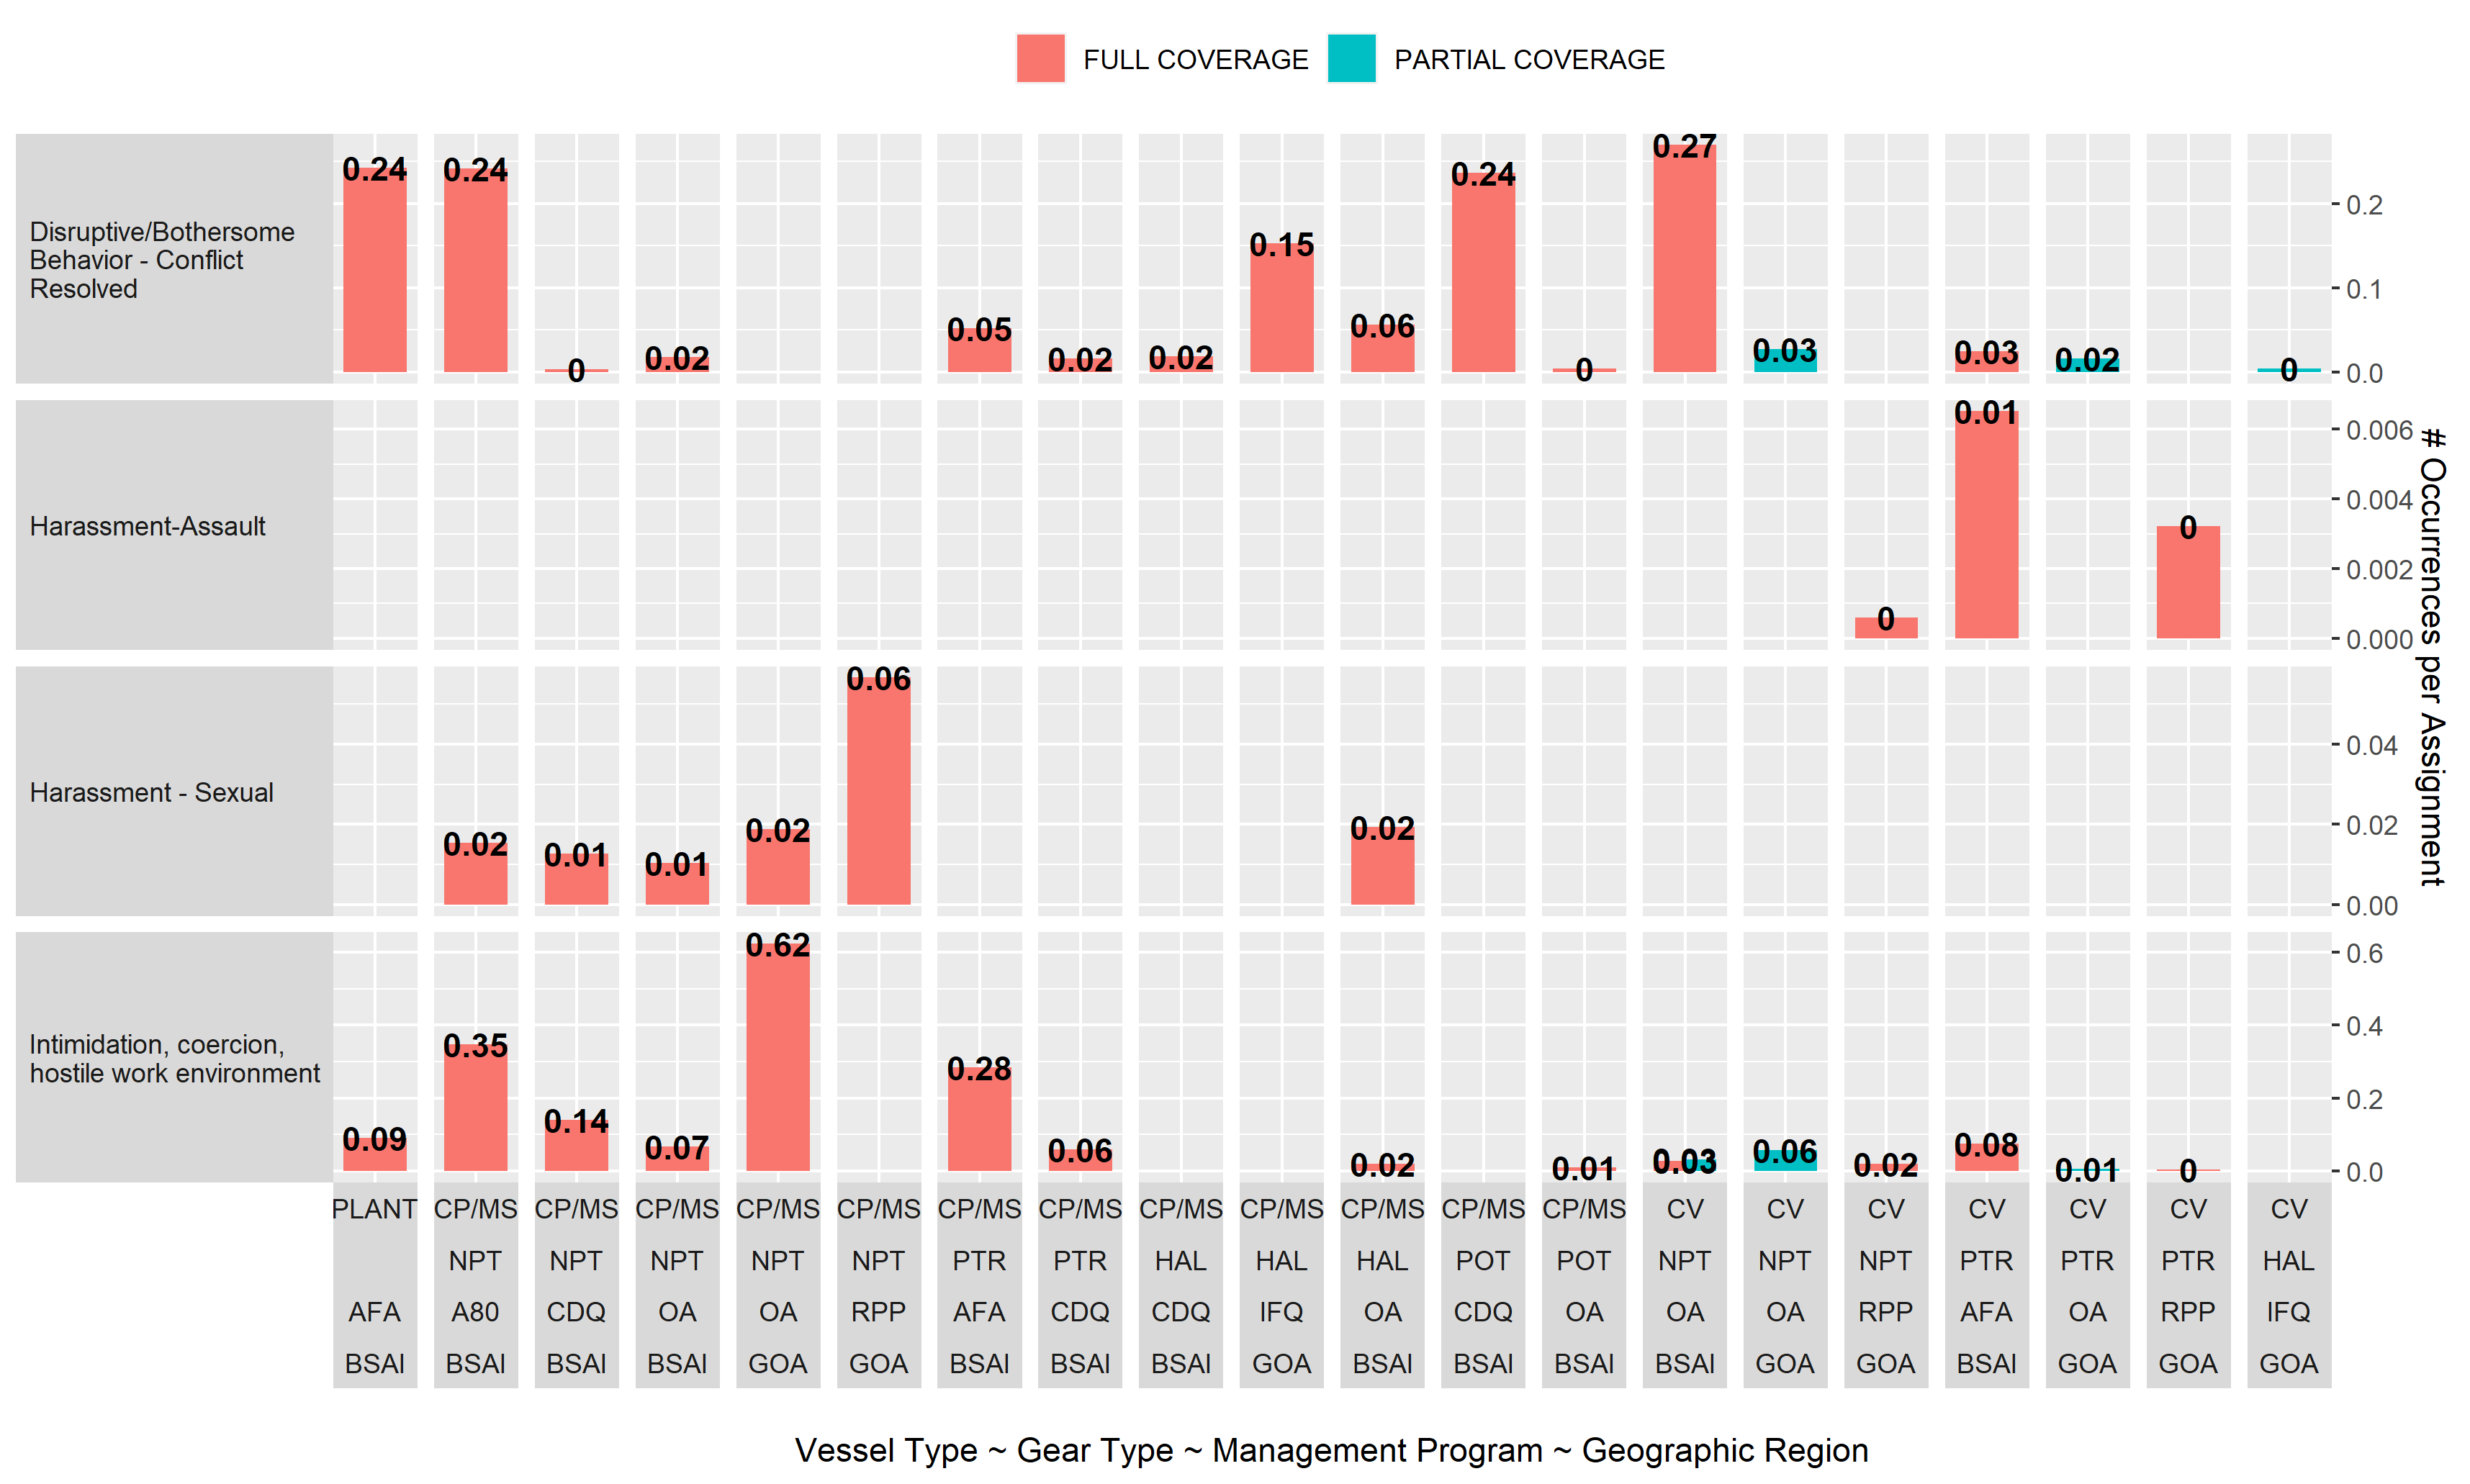 FULL COVERAGE PARTIAL COVERAGE
Disruptive/Bothersome
Behavior - Conflict
Resolved
0.24 0.24 0 0.02 0.05 0.02 0.02 0.15 0.06 0.24 0 0.27 0.03 0.03 0.02 0
0.2
0.1
0.0
Harassment-Assault
0 0.01 0
0.006
0.004
0.002
0.000
Harassment - Sexual
0.02 0.01 0.01 0.02 0.06 0.02
0.04
0.02
0.00
Intimidation, coercion,
hostile work environment
0.09 0.35 0.14 0.07 0.62 0.28 0.06 0.02 0.01 0.03 0.03 0.06 0.02 0.08 0.01 0
0.6
0.4
0.2
0.0
# Occurrences per Assignment
PLANT CP/MS CP/MS CP/MS CP/MS CP/MS CP/MS CP/MS CP/MS CP/MS CP/MS CP/MS CP/MS CV CV CV CV CV CV CV
NPT NPT NPT NPT NPT PTR PTR HAL HAL HAL POT POT NPT NPT NPT PTR PTR PTR HAL
AFA A80 CDQ OA OA RPP AFA CDQ CDQ IFQ OA CDQ OA OA OA RPP AFA OA RPP IFQ
BSAI BSAI BSAI BSAI GOA GOA BSAI BSAI BSAI GOA BSAI BSAI BSAI BSAI GOA GOA BSAI GOA GOA GOA
Vessel Type ~ Gear Type ~ Management Program ~ Geographic Region